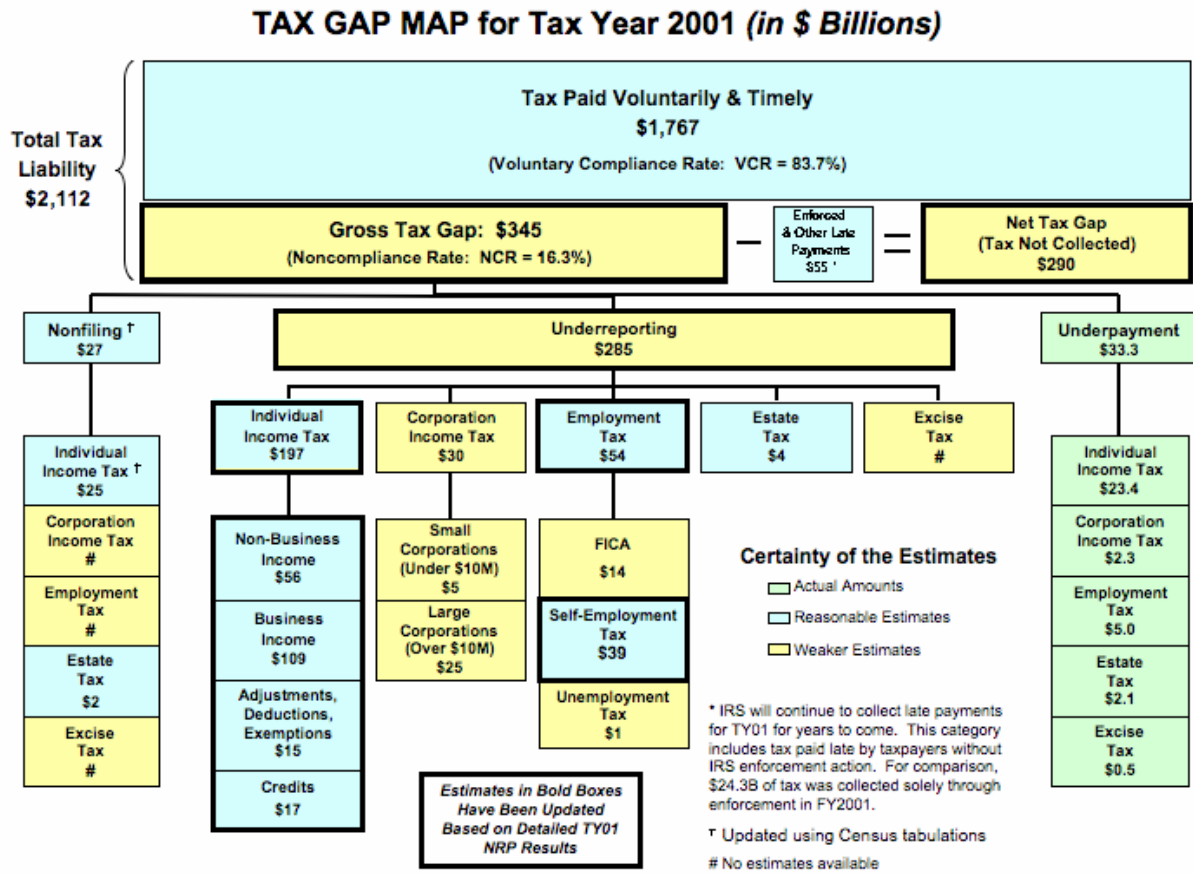 TAX GAP MAP for Tax Year 2001 (in $ Billions)
Total Tax
Liability
$2,112
Tax Paid Voluntarily & Timely
$1,767
(Voluntary Compliance Rate: VCR = 83.7%)
Gross Tax Gap: $345
(Noncompliance Rate: NCR = 16.3%)
—
Enforced
& Other Late
Payments
$55 *
=
Net Tax Gap
(Tax Not Collected)
$290
Nonfiling †
$27
Underreporting
$285
Underpayment
$33.3
Individual
Income Tax †
$25
Corporation
Income Tax
#
Employment
Tax
#
Estate
Tax
$2
Excise
Tax
#
Individual
Income Tax
$197
Non-Business
Income
$56
Business
Income
$109
Adjustments,
Deductions,
Exemptions
$15
Credits
$17
Corporation
Income Tax
$30
Small
Corporations
(Under $10M)
$5
Large
Corporations
(Over $10M)
$25
Employment
Tax
$54
FICA
$14
Self-Employment
Tax
$39
Unemployment
Tax
$1
Estate
Tax
$4
Excise
Tax
#
Individual
Income Tax
$23.4
Corporation
Income Tax
$2.3
Employment
Tax
$5.0
Estate
Tax
$2.1
Excise
Tax
$0.5
Certainty of the Estimates
Actual Amounts
Reasonable Estimates
Weaker Estimates
Estimates in Bold Boxes
Have Been Updated
Based on Detailed TY01
NRP Results
* IRS will continue to collect late payments
for TY01 for years to come. This category
includes tax paid late by taxpayers without
IRS enforcement action. For comparison,
$24.3B of tax was collected solely through
enforcement in FY2001.
† Updated using Census tabulations
# No estimates available